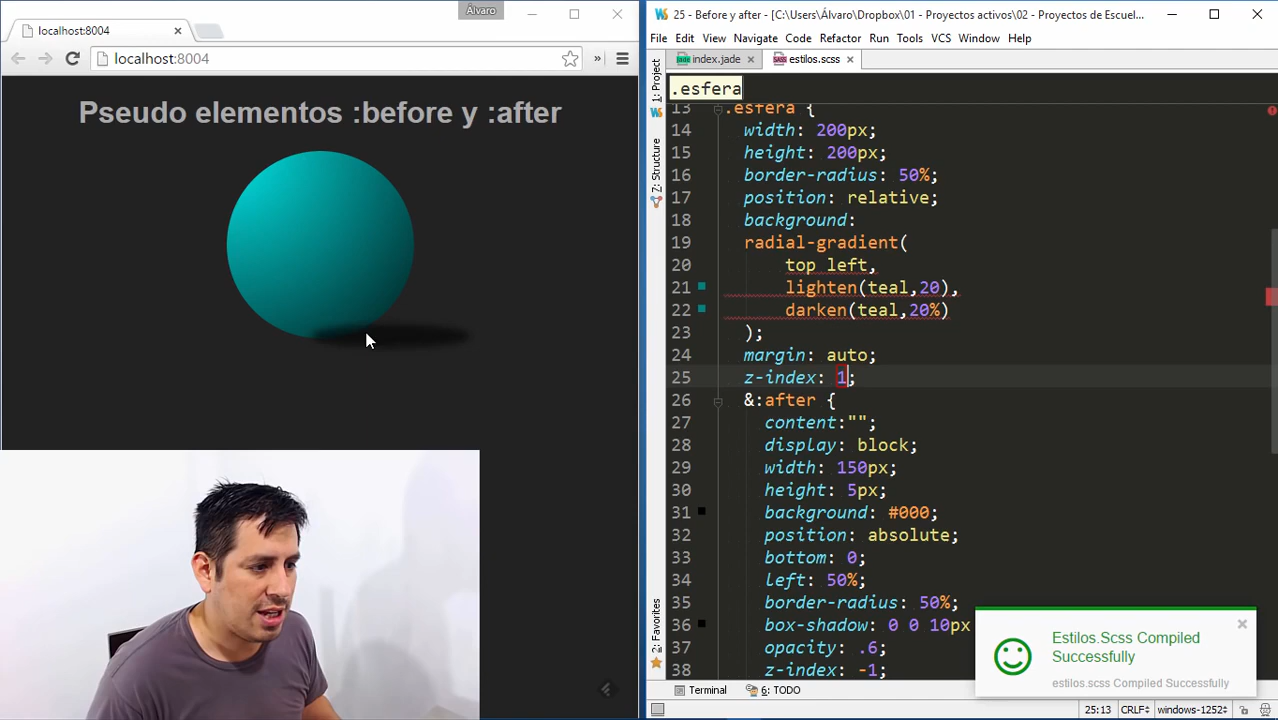 Álvaro
localhost:8004
localhost:8004
Pseudo elementos :before y :after
25 - Before y after - [C:\Users\Álvaro\Dropbox\01 - Proyectos activos\02 - Proyectos de Escuel...
File Edit View Navigate Code Refactor Run Tools VCS Window Help
index.jade
estilos.scss
.esfera
1: Project
Z: Structure
2: Favorites
13 .esfera {
14 width: 200px;
15 height: 200px;
16 border-radius: 50%;
17 position: relative;
18 background:
19 radial-gradient(
20 top left,
21 lighten(teal,20),
22 darken(teal,20%)
23 );
24 margin: auto;
25 z-index: 1;
26 &:after {
27 content:"";
28 display: block;
29 width: 150px;
30 height: 5px;
31 background: #000;
32 position: absolute;
33 bottom: 0;
34 left: 50%;
35 border-radius: 50%;
36 box-shadow: 0 0 10px
37 opacity: .6;
38 z-index: -1;
Estilos.Scss Compiled
Successfully
estilos.scss Compiled Successfully
Terminal
6: TODO
25:13 CRLF windows-1252